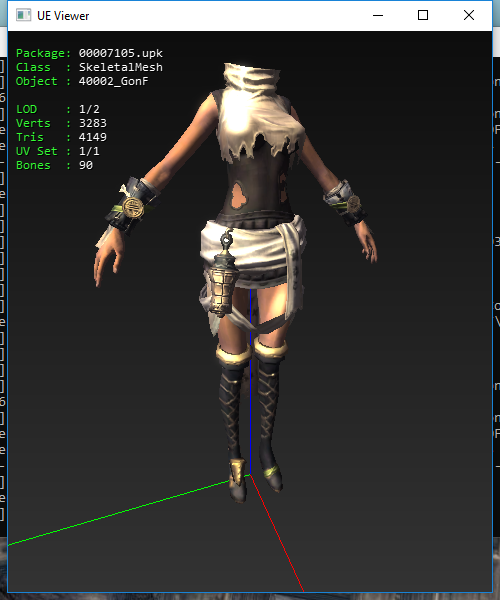 UE Viewer
Package: 00007105.upk
Class : SkeletalMesh
Object : 40002_GonF
LOD : 1/2
Verts : 3283
Tris : 4149
UV Set : 1/1
Bones : 90